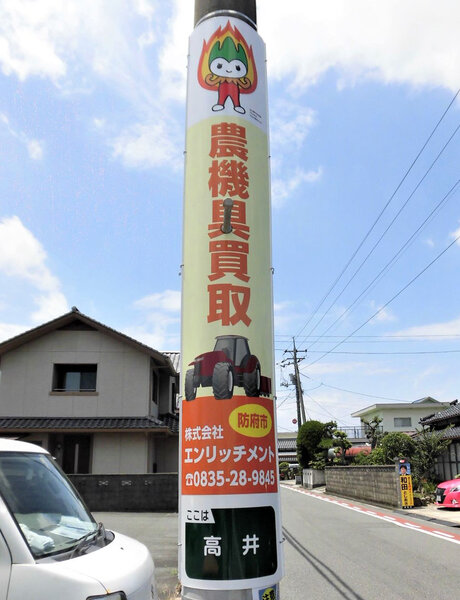 農機具買取
防府市
株式会社
エンリッチメント
☎0835-28-9845
ここは
高井